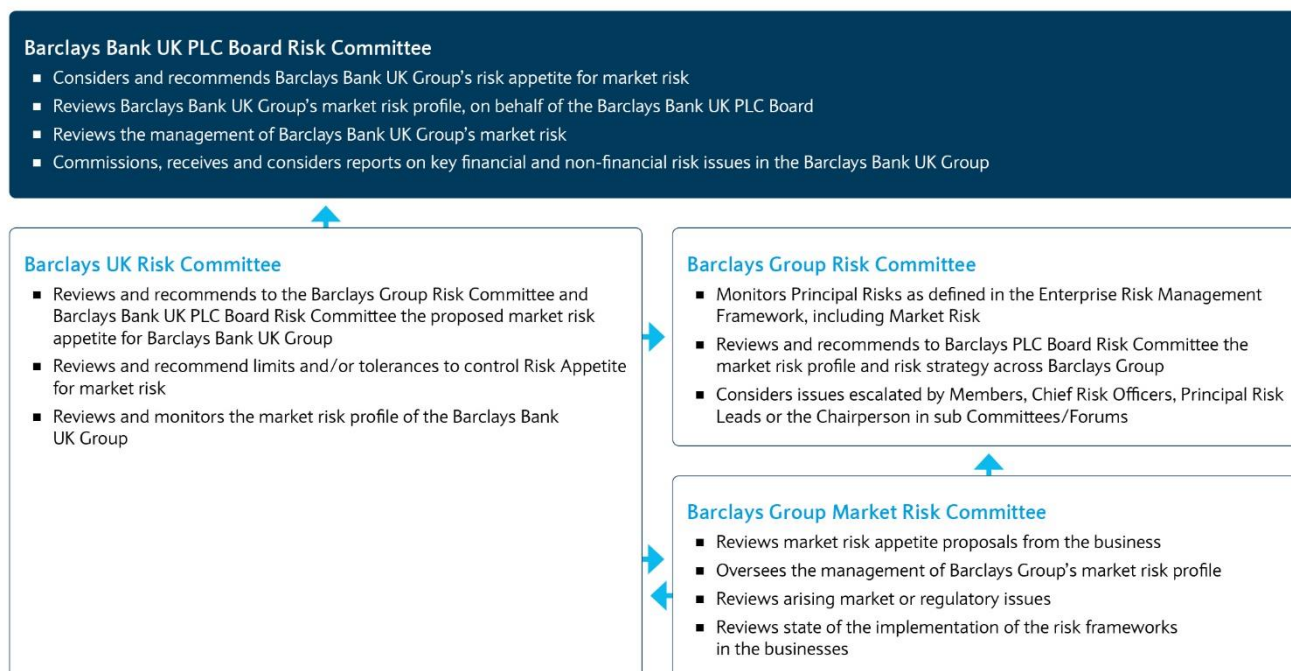 Barclays Bank UK PLC Board Risk Committee
▪ Considers and recommends Barclays Bank UK Group’s risk appetite for market risk
▪ Reviews Barclays Bank UK Group’s market risk profile, on behalf of the Barclays Bank UK PLC Board
▪ Reviews the management of Barclays Bank UK Group’s market risk
▪ Commissions, receives and considers reports on key financial and non-financial risk issues in the Barclays Bank UK Group
Barclays UK Risk Committee
▪ Reviews and recommends to the Barclays Group Risk Committee and
Barclays Bank UK PLC Board Risk Committee the proposed market risk
appetite for Barclays Bank UK Group
▪ Reviews and recommend limits and/or tolerances to control Risk Appetite
for market risk
▪ Reviews and monitors the market risk profile of the Barclays Bank
UK Group
Barclays Group Risk Committee
▪ Monitors Principal Risks as defined in the Enterprise Risk Management
Framework, including Market Risk
▪ Reviews and recommends to Barclays PLC Board Risk Committee the
market risk profile and risk strategy across Barclays Group
▪ Considers issues escalated by Members, Chief Risk Officers, Principal Risk
Leads or the Chairperson in sub Committees/Forums
Barclays Group Market Risk Committee
▪ Reviews market risk appetite proposals from the business
▪ Oversees the management of Barclays Group’s market risk profile
▪ Reviews arising market or regulatory issues
▪ Reviews state of the implementation of the risk frameworks
in the businesses